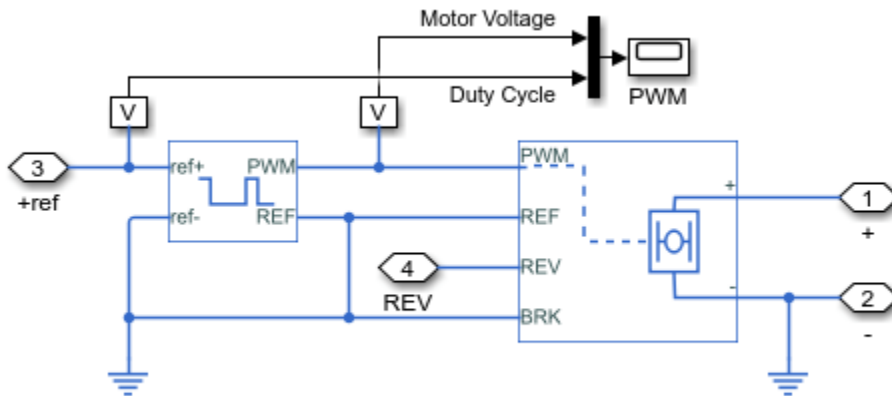 Motor Voltage
Duty Cycle
PWM
V
V
3
+ref
ref+
PWM
ref-
REF
PWM
REF
REV
BRK
4
REV
+
-
1
+
2
-